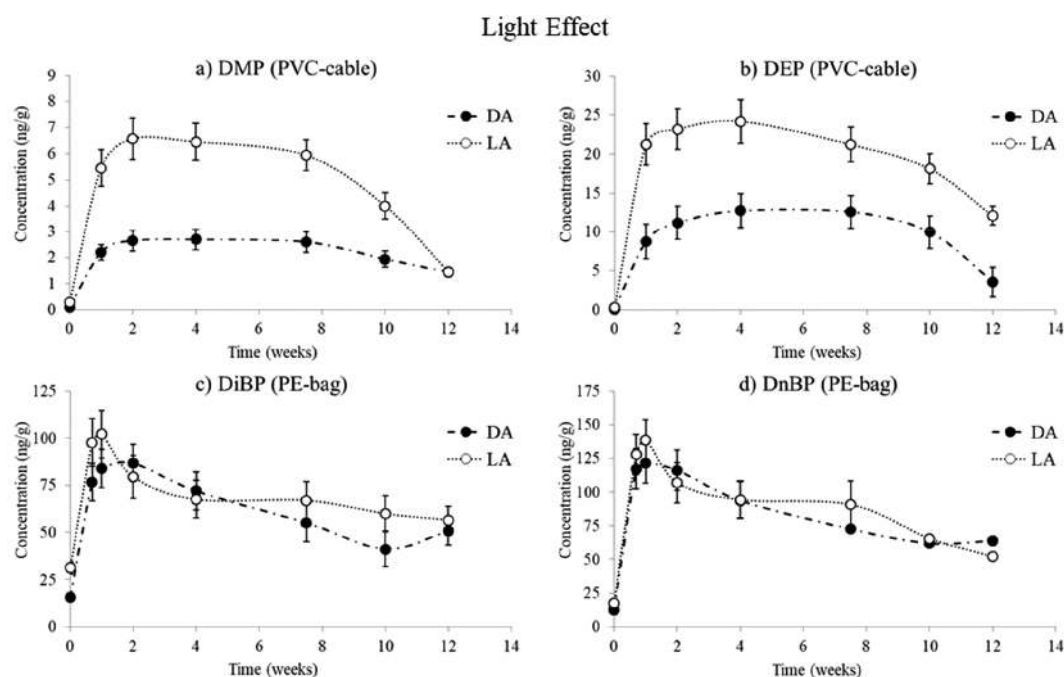 Light Effect
a) DMP (PVC-cable)
Concentration (ng/g)
9
8
7
6
5
4
3
2
1
0
0 2 4 6 8 10 12 14
Time (weeks)
DA
LA
b) DEP (PVC-cable)
Concentration (ng/g)
30
25
20
15
10
5
0
0 2 4 6 8 10 12 14
Time (weeks)
DA
LA
c) DiBP (PE-bag)
Concentration (ng/g)
125
100
75
50
25
0
0 2 4 6 8 10 12 14
Time (weeks)
DA
LA
d) DnBP (PE-bag)
Concentration (ng/g)
175
150
125
100
75
50
25
0
0 2 4 6 8 10 12 14
Time (weeks)
DA
LA